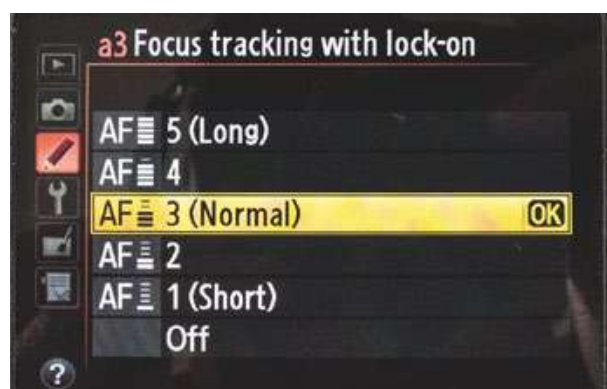 a3 Focus tracking with lock-on
AF 5 (Long)
AF 4
AF 3 (Normal) OK
AF 2
AF 1 (Short)
Off
?